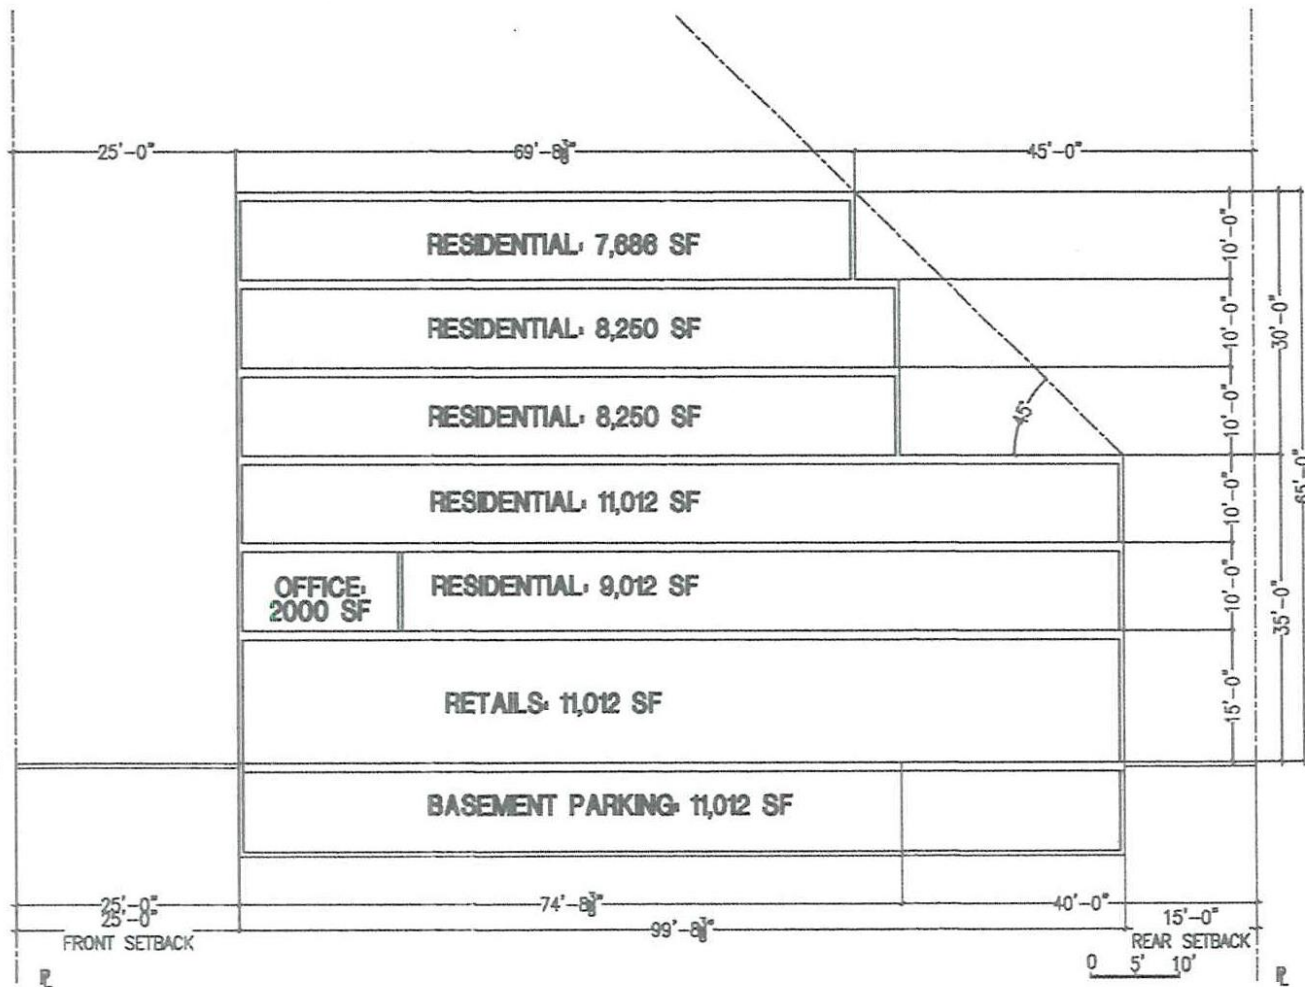 25'-0" 69'-8⅜" 45'-0"
RESIDENTIAL: 7,686 SF
10'-0"
RESIDENTIAL: 8,250 SF
10'-0"
30'-0"
RESIDENTIAL: 8,250 SF
45°
10'-0"
RESIDENTIAL: 11,012 SF
10'-0"
65'-0"
OFFICE:
2000 SF
RESIDENTIAL: 9,012 SF
10'-0"
35'-0"
RETAILS: 11,012 SF
15'-0"
BASEMENT PARKING: 11,012 SF
25'-0" 74'-8⅜" 40'-0"
25'-0" 99'-8⅜" 15'-0"
FRONT SETBACK REAR SETBACK
0 5' 10'
PL PL